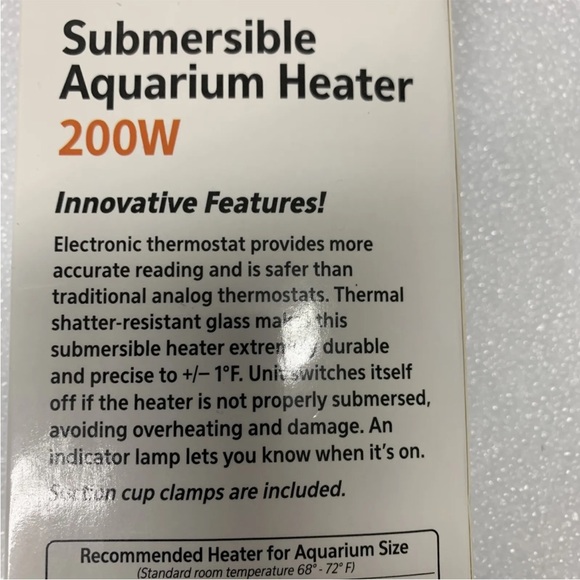 Submersible
Aquarium Heater
200W
Innovative Features!
Electronic thermostat provides more
accurate reading and is safer than
traditional analog thermostats. Thermal
shatter-resistant glass makes this
submersible heater extremely durable
and precise to +/– 1°F. Unit switches itself
off if the heater is not properly submersed,
avoiding overheating and damage. An
indicator lamp lets you know when it's on.
Suction cup clamps are included.
Recommended Heater for Aquarium Size
(Standard room temperature 68° - 72° F)